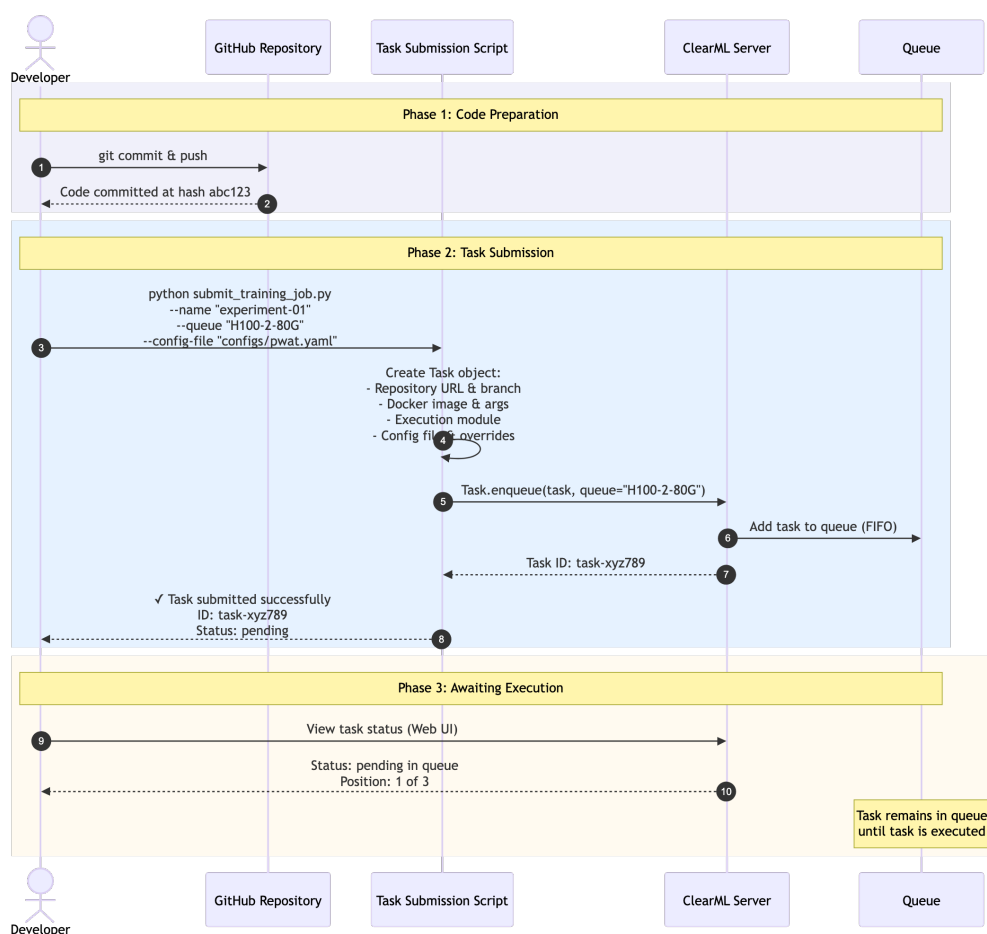 Developer
GitHub Repository
Task Submission Script
ClearML Server
Queue
Phase 1: Code Preparation
1
git commit & push
Code committed at hash abc123
2
Phase 2: Task Submission
python submit_training_job.py
--name "experiment-01"
--queue "H100-2-80G"
--config-file "configs/pwat.yaml"
3
Create Task object:
- Repository URL & branch
- Docker image & args
- Execution module
- Config file & overrides
4
5
Task.enqueue(task, queue="H100-2-80G")
6
Add task to queue (FIFO)
Task ID: task-xyz789
7
✓ Task submitted successfully
ID: task-xyz789
Status: pending
8
Phase 3: Awaiting Execution
9
View task status (Web UI)
Status: pending in queue
Position: 1 of 3
10
Task remains in queue
until task is executed
Developer
GitHub Repository
Task Submission Script
ClearML Server
Queue